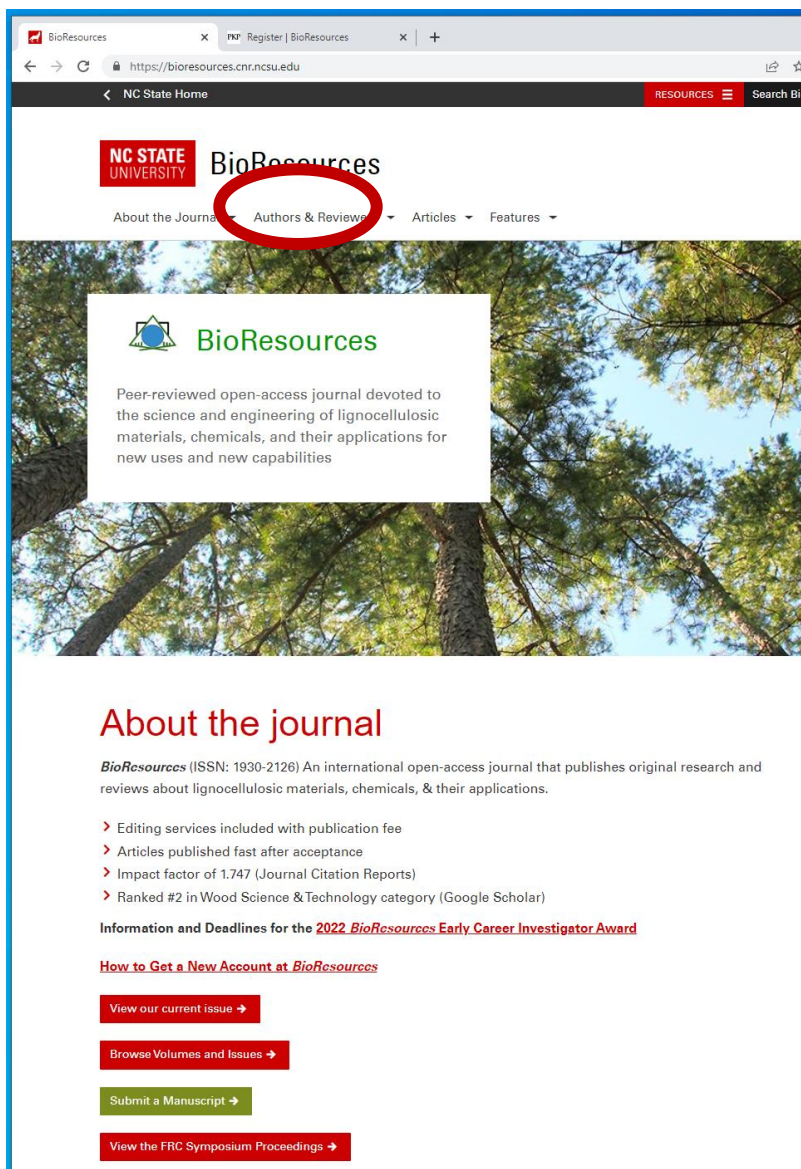 BioResources
PKP Register | BioResources
https://bioresources.cnr.ncsu.edu
NC State Home
RESOURCES
Search Bi
NC STATE
UNIVERSITY
BioResources
About the Journa
Authors & Reviewe
Articles
Features
BioResources
Peer-reviewed open-access journal devoted to
the science and engineering of lignocellulosic
materials, chemicals, and their applications for
new uses and new capabilities
About the journal
BioResources (ISSN: 1930-2126) An international open-access journal that publishes original research and
reviews about lignocellulosic materials, chemicals, & their applications.
Editing services included with publication fee
Articles published fast after acceptance
Impact factor of 1.747 (Journal Citation Reports)
Ranked #2 in Wood Science & Technology category (Google Scholar)
Information and Deadlines for the 2022 BioResources Early Career Investigator Award
How to Get a New Account at BioResources
View our current issue →
Browse Volumes and Issues →
Submit a Manuscript →
View the FRC Symposium Proceedings →